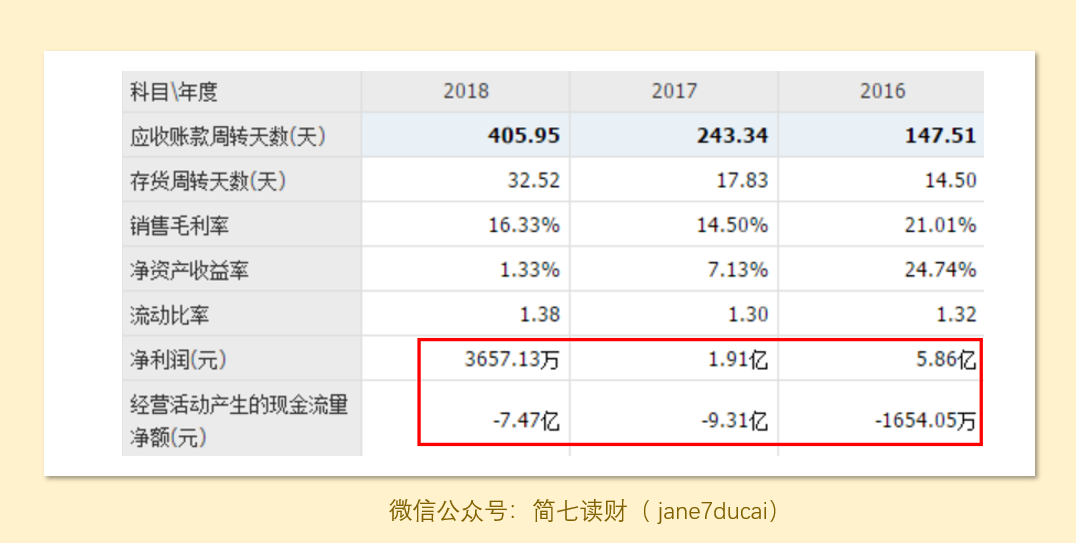 科目\年度 2018 2017 2016
应收账款周转天数(天) 405.95 243.34 147.51
存货周转天数(天) 32.52 17.83 14.50
销售毛利率 16.33% 14.50% 21.01%
净资产收益率 1.33% 7.13% 24.74%
流动比率 1.38 1.30 1.32
净利润(元) 3657.13万 1.91亿 5.86亿
经营活动产生的现金流量
净额(元) -7.47亿 -9.31亿 -1654.05万
微信公众号：简七读财（ jane7ducai）